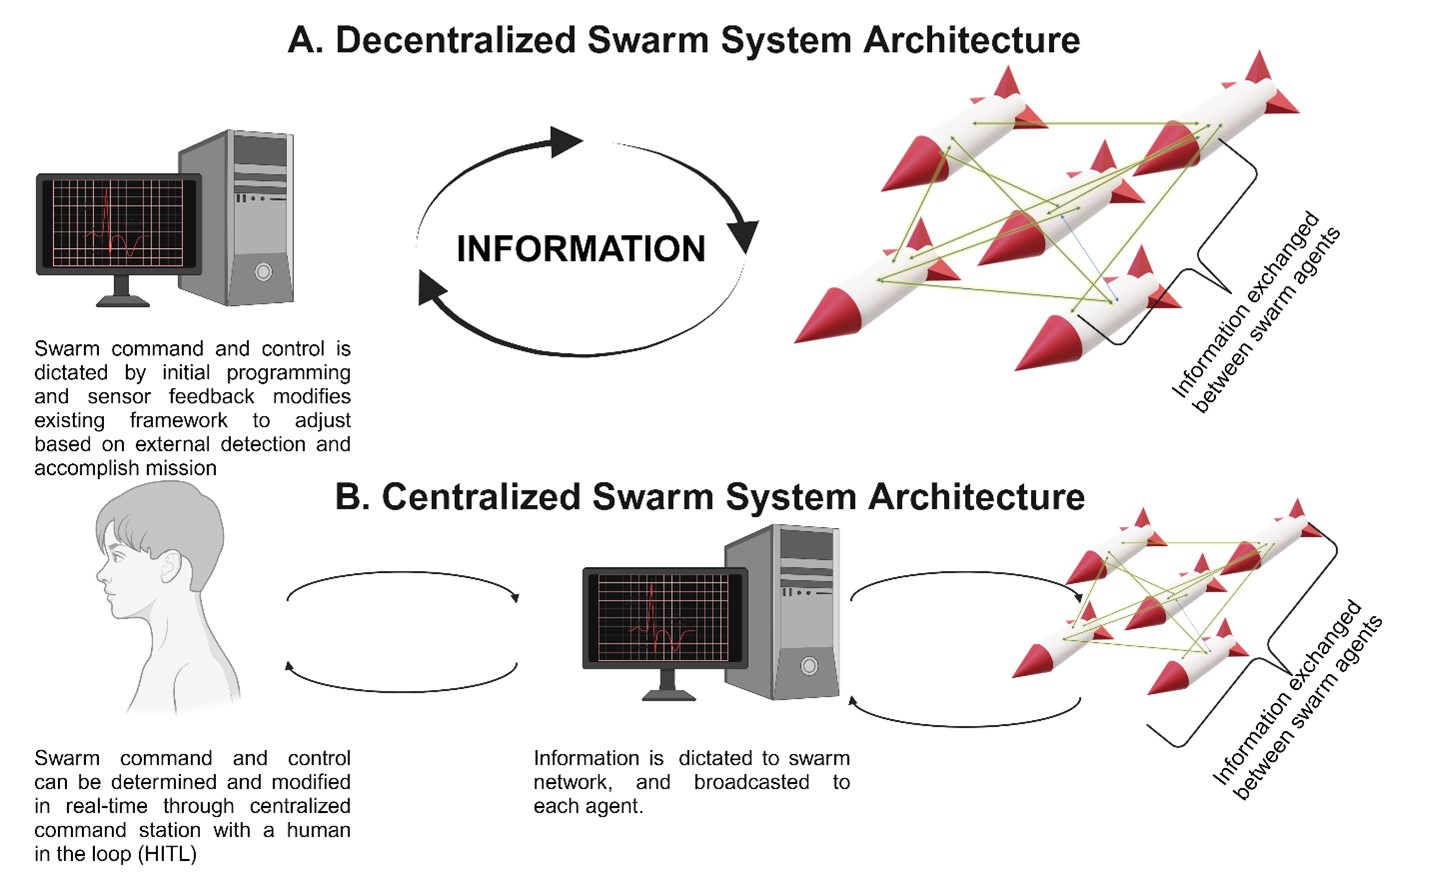 A. Decentralized Swarm System Architecture
INFORMATION
Information exchanged
between swarm agents
Swarm command and control is
dictated by initial programming
and sensor feedback modifies
existing framework to adjust
based on external detection and
accomplish mission
B. Centralized Swarm System Architecture
Information exchanged
between swarm agents
Swarm command and control
can be determined and modified
in real-time through centralized
command station with a human
in the loop (HITL)
Information is dictated to swarm
network, and broadcasted to
each agent.